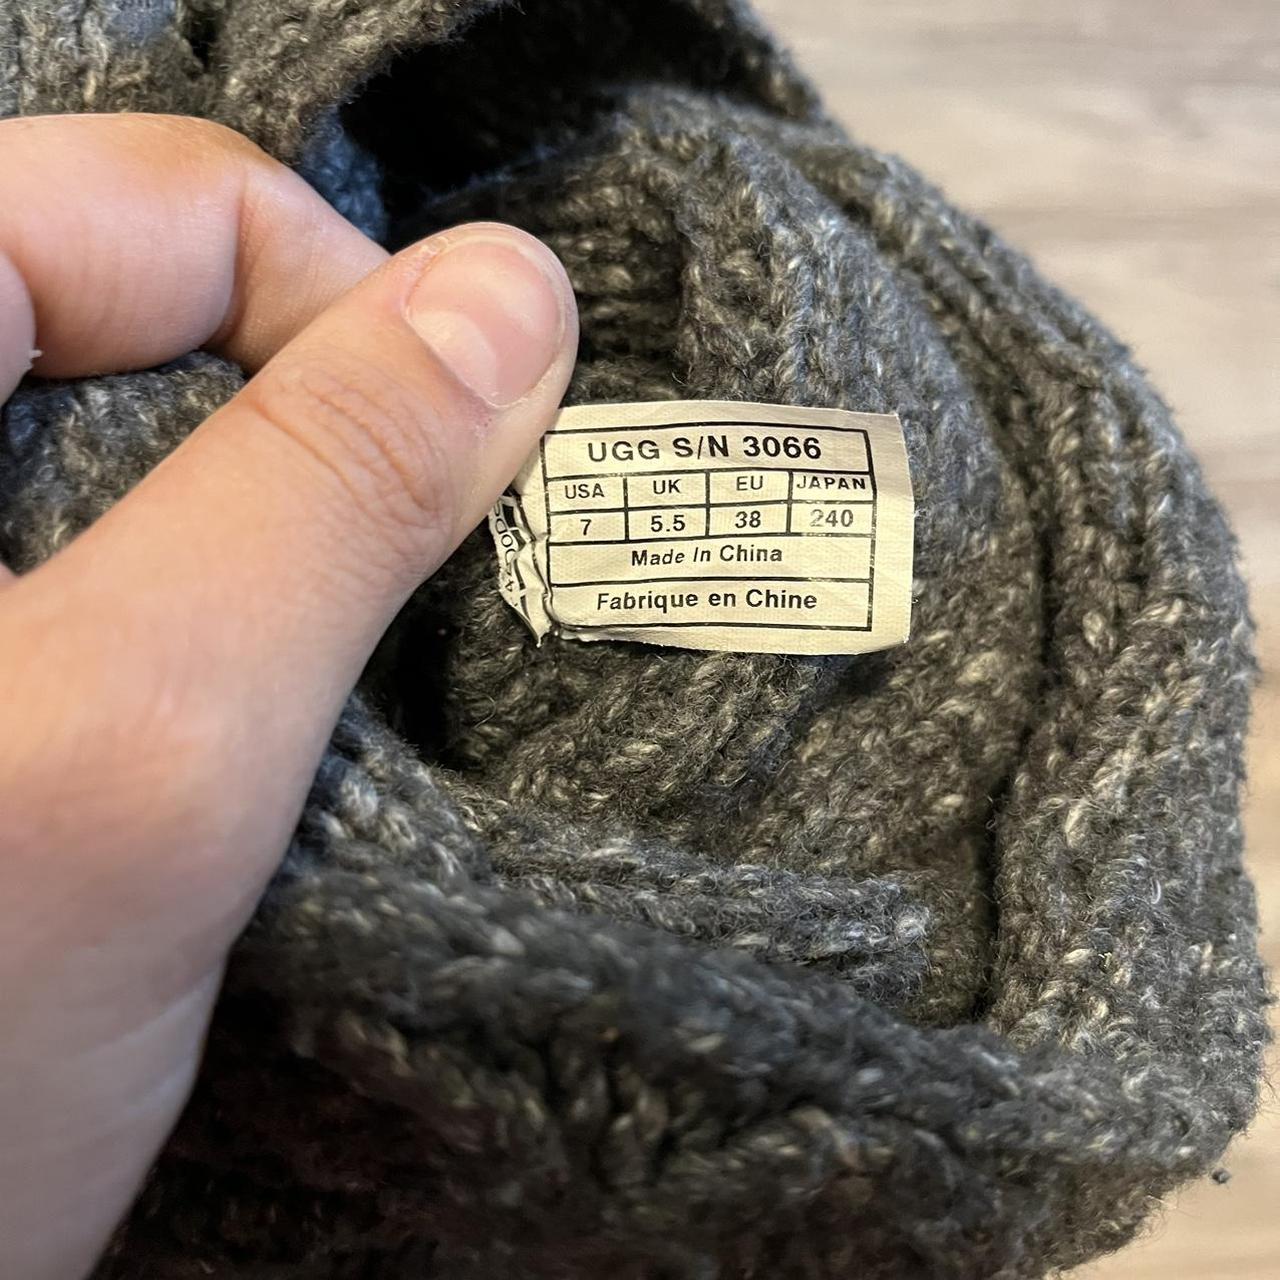 UGG S/N 3066
USA UK EU JAPAN
7 5.5 38 240
Made In China
Fabrique en Chine